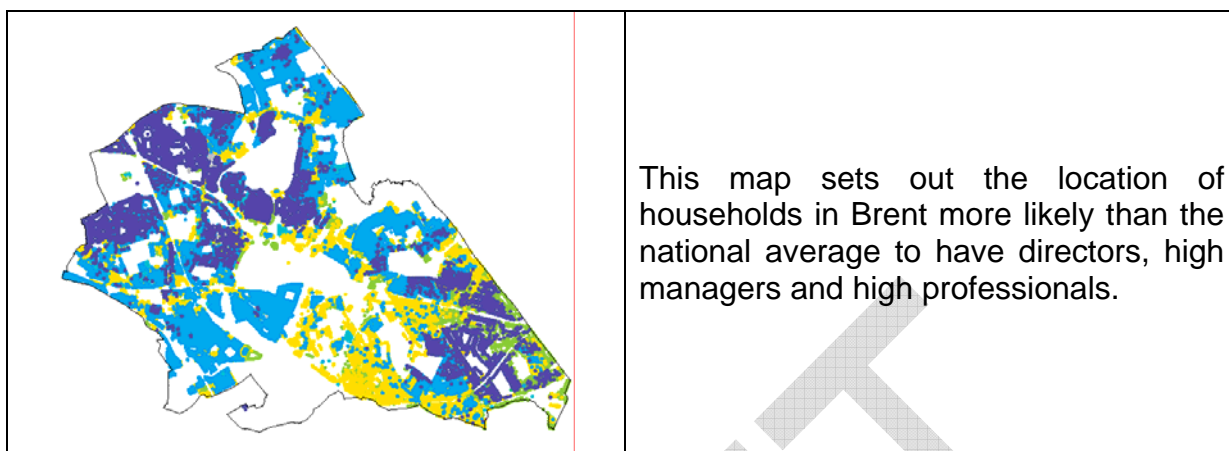 This map sets out the location of
households in Brent more likely than the
national average to have directors, high
managers and high professionals.